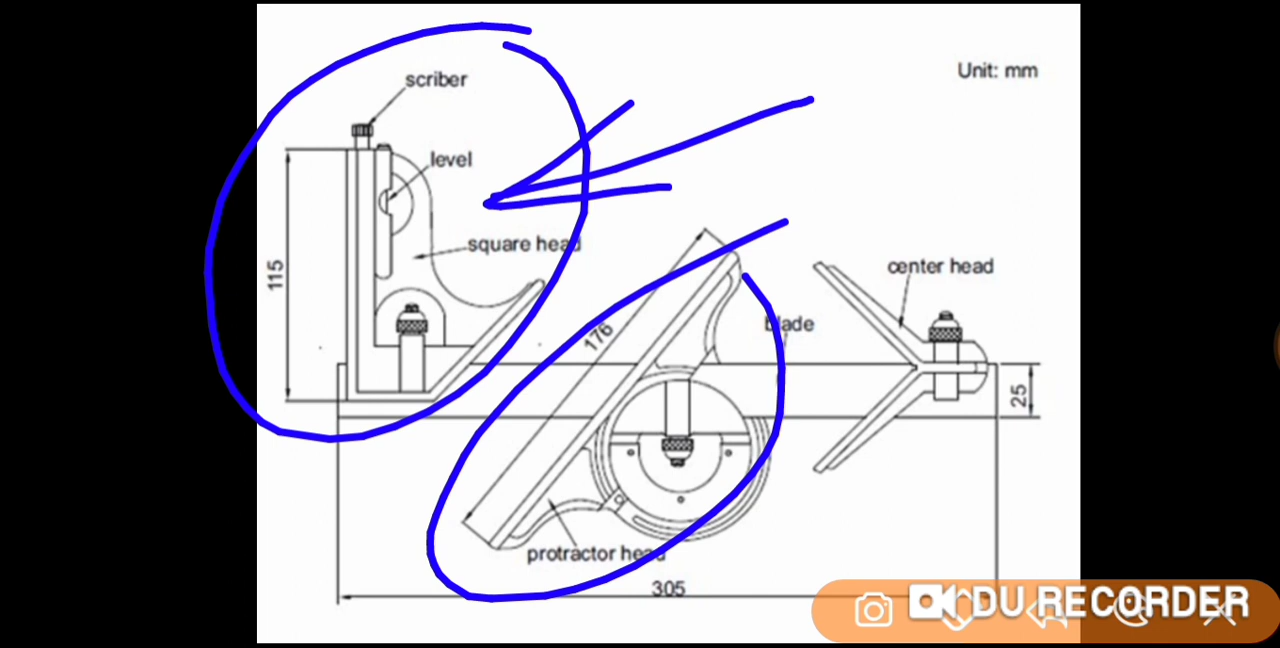 Unit: mm
scriber
level
square head
115
center head
176
blade
25
protractor head
305
DU RECORDER